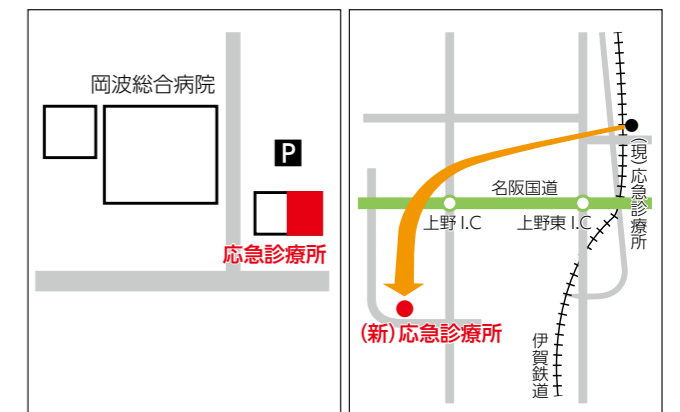 岡波総合病院
P
応急診療所
(現)応急診療所
名阪国道
上野 I.C
上野東 I.C
(新)応急診療所
伊賀鉄道